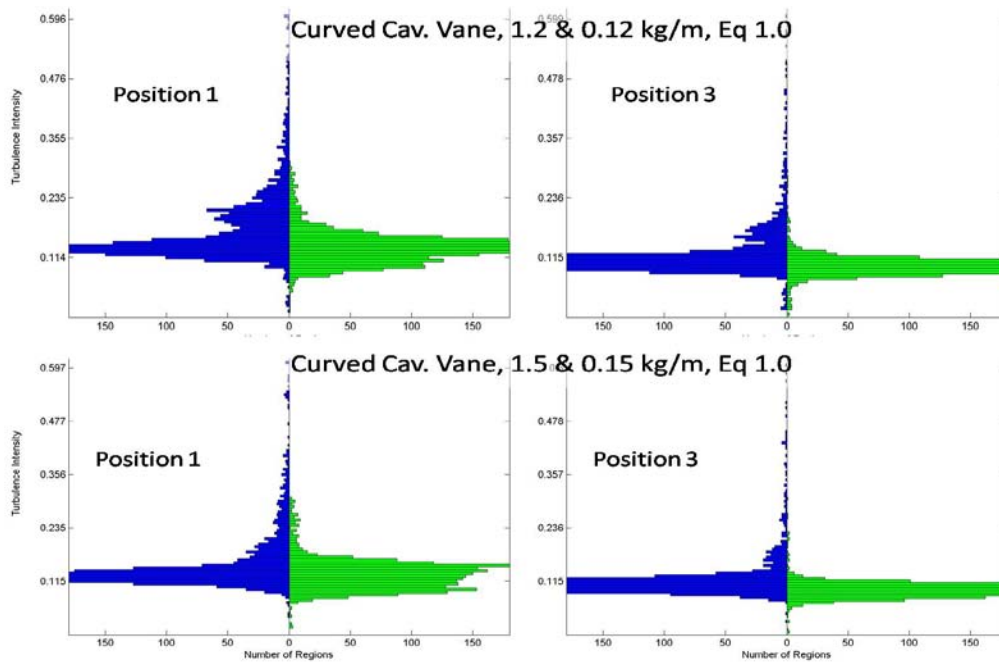 Curved Cav. Vane, 1.2 & 0.12 kg/m, Eq 1.0
Position 1
Position 3
Turbulence Intensity
0.599
0.476
0.355
0.235
0.114
150 100 50 0 50 100 150
0.599
0.478
0.357
0.236
0.115
150 100 50 0 50 100 150
Curved Cav. Vane, 1.5 & 0.15 kg/m, Eq 1.0
Position 1
Position 3
Turbulence Intensity
0.597
0.477
0.356
0.235
0.115
150 100 50 0 50 100 150
Number of Regions
0.478
0.357
0.236
0.115
150 100 50 0 50 100 150
Number of Regions